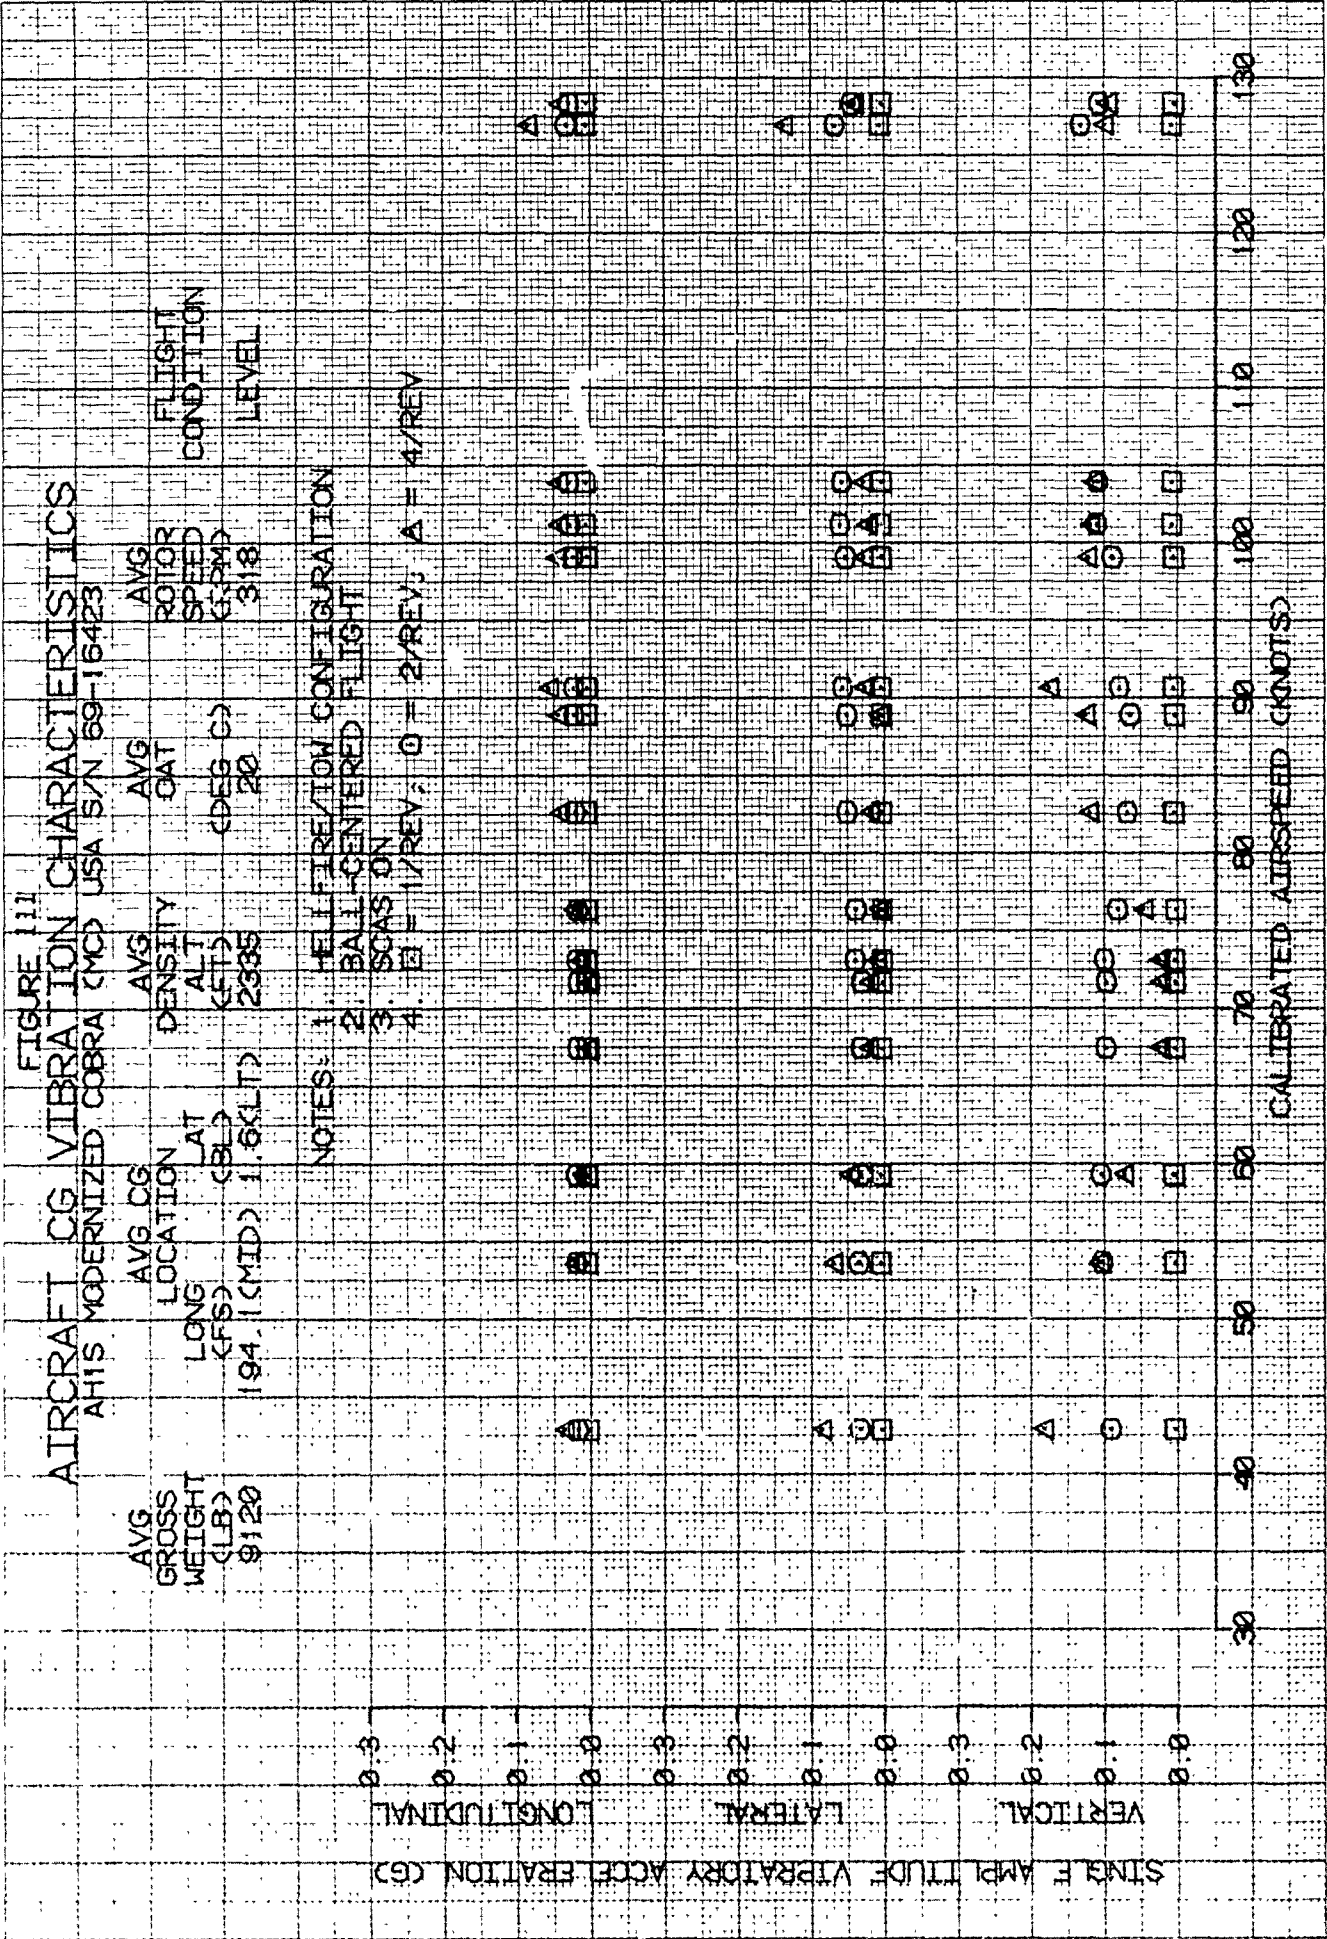 FIGURE 111
AIRCRAFT CG VIBRATION CHARACTERISTICS
AH1S MODERNIZED COBRA (MC) USA S/N 69-16423
AVG GROSS WEIGHT (LB) 9120
AVG CG LOCATION
LONG (FS) 194.1(MID)
LAT (BL) 1.6(LT)
AVG DENSITY ALT (FT) 2335
AVG OAT (DEG C) 20
AVG ROTOR SPEED (RPM) 318
FLIGHT CONDITION LEVEL
NOTES: 1. HELLFIRE/TOW CONFIGURATION
2. BALL-CENTERED FLIGHT
3. SCAS ON
4. ⊡ = 1/REV; ⊙ = 2/REV; △ = 4/REV
SINGLE AMPLITUDE VIBRATORY ACCELERATION (G)
LONGITUDINAL
0.3
0.2
0.1
0.0
LATERAL
0.3
0.2
0.1
0.0
VERTICAL
0.3
0.2
0.1
0.0
30 40 50 60 70 80 90 100 110 120 130
CALIBRATED AIRSPEED (KNOTS)